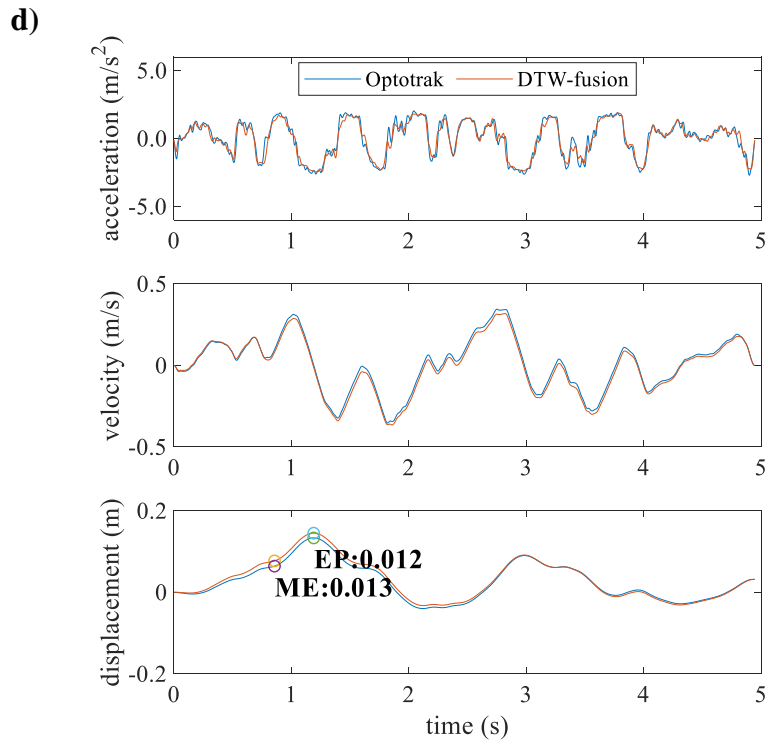 d)
acceleration (m/s²)
5.0
0.0
-5.0
Optotrak
DTW-fusion
0 1 2 3 4 5
velocity (m/s)
0.5
0
-0.5
0 1 2 3 4 5
displacement (m)
0.2
0
-0.2
EP:0.012
ME:0.013
0 1 2 3 4 5
time (s)